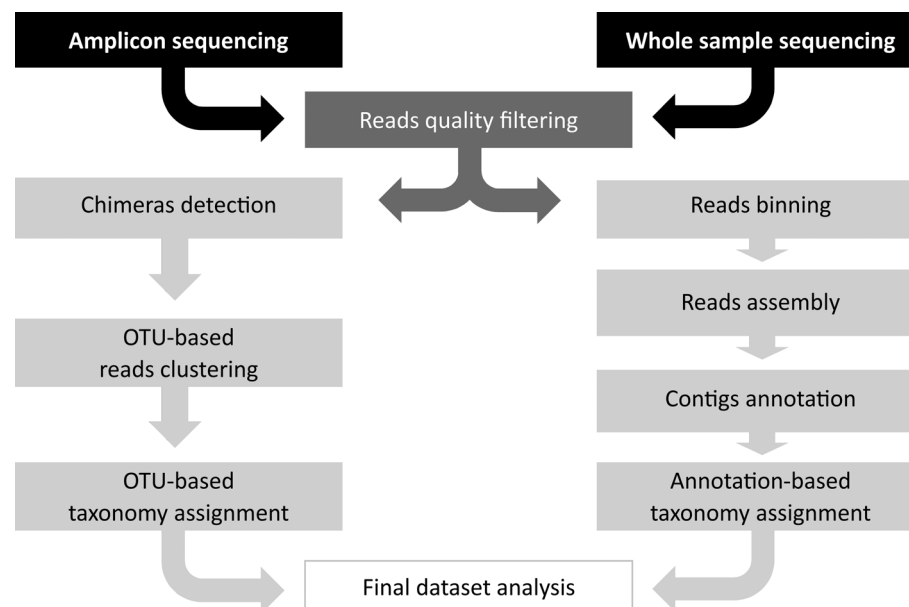 Amplicon sequencing
Whole sample sequencing
Reads quality filtering
Chimeras detection
Reads binning
Reads assembly
OTU-based
reads clustering
Contigs annotation
OTU-based
taxonomy assignment
Annotation-based
taxonomy assignment
Final dataset analysis